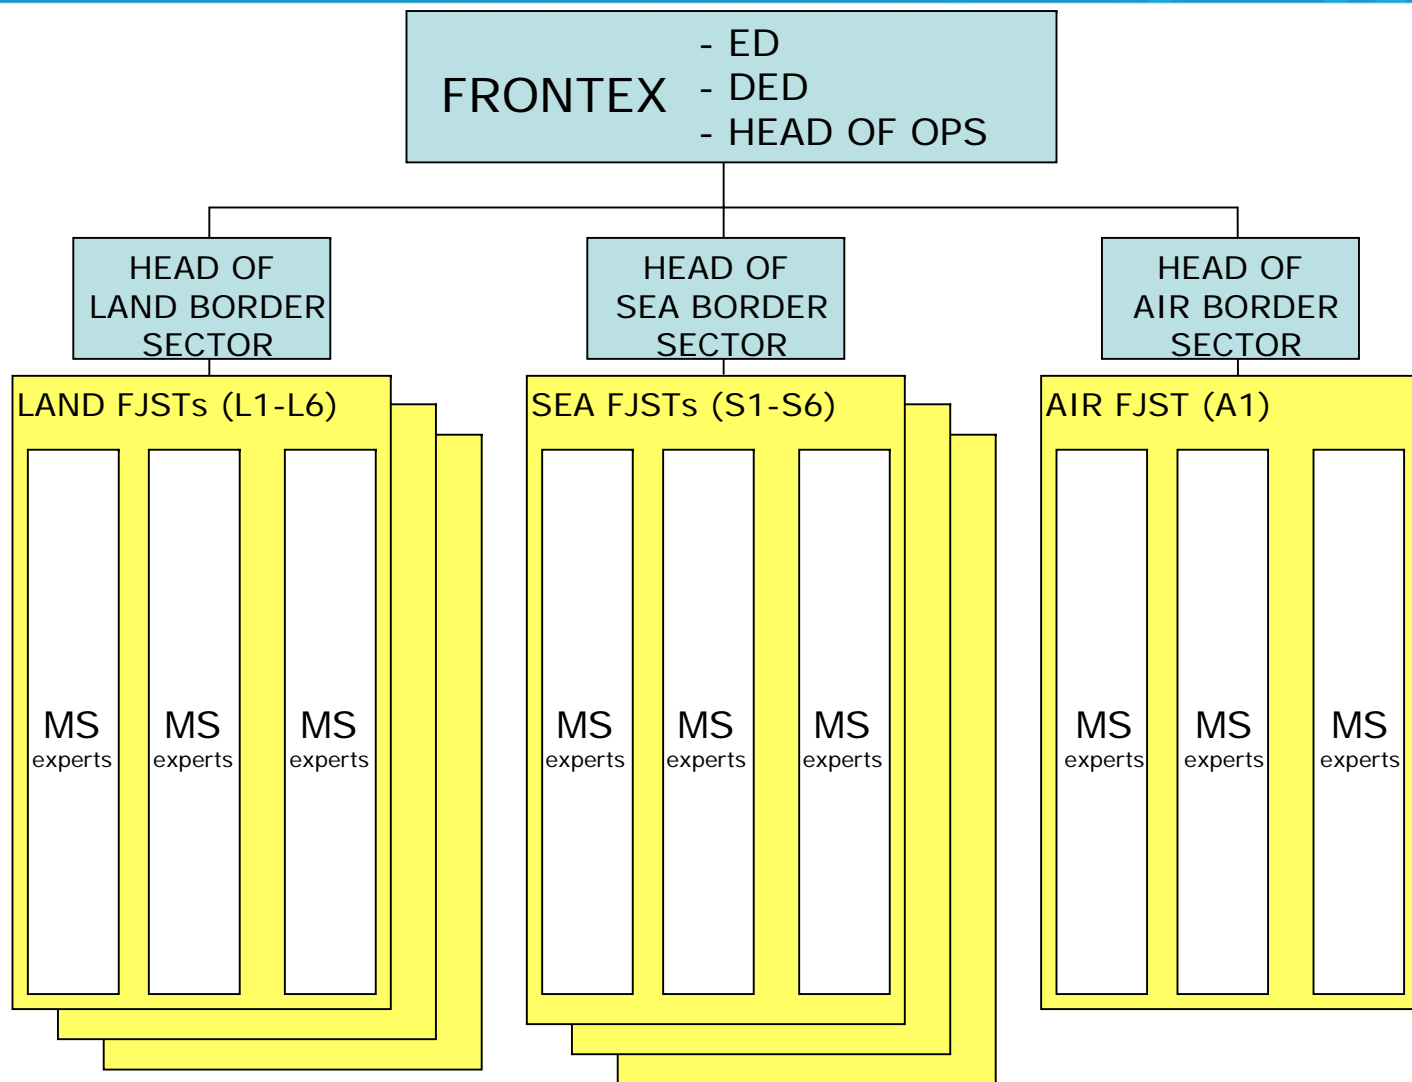 FRONTEX
- ED
- DED
- HEAD OF OPS
HEAD OF
LAND BORDER
SECTOR
HEAD OF
SEA BORDER
SECTOR
HEAD OF
AIR BORDER
SECTOR
LAND FJSTs (L1-L6)
MS
experts
MS
experts
MS
experts
SEA FJSTs (S1-S6)
MS
experts
MS
experts
MS
experts
AIR FJST (A1)
MS
experts
MS
experts
MS
experts